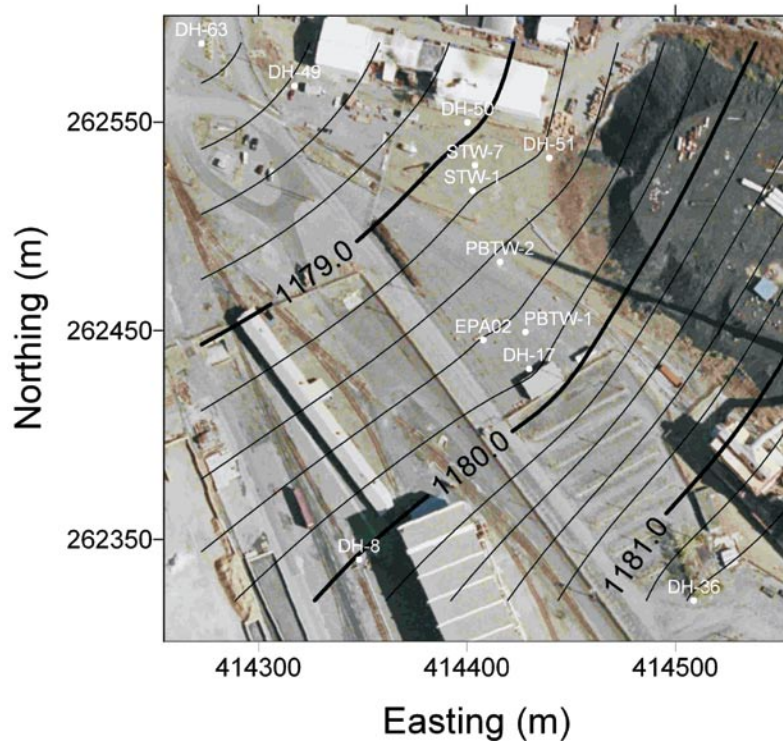 DH-63
DH-49
262550
DH-50
DH-51
STW-7
STW-1
1179.0
PBTW-2
Northing (m)
262450
EPA02
PBTW-1
DH-17
1180.0
262350
DH-8
1181.0
DH-36
414300
414400
414500
Easting (m)